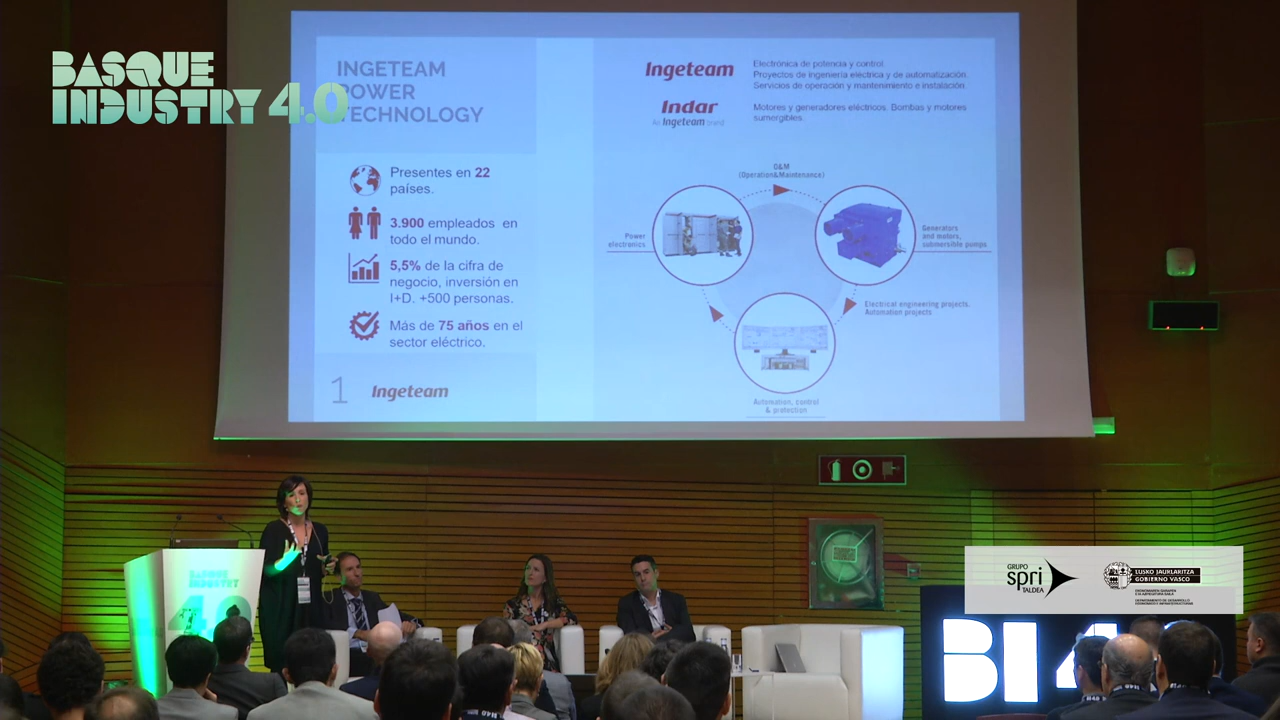 BASQUE
INDUSTRY 4.0
INGETEAM
POWER
TECHNOLOGY
Presentes en 22
países.
3.900 empleados en
todo el mundo.
5,5% de la cifra de
negocio, inversión en
I+D. +500 personas.
Más de 75 años en el
sector eléctrico.
1 Ingeteam
Ingeteam
Electrónica de potencia y control.
Proyectos de ingeniería eléctrica y de automatización.
Servicios de operación y mantenimiento e instalación.
Indar
An Ingeteam brand
Motores y generadores eléctricos. Bombas y motores
sumergibles.
O&M
(Operation&Maintenance)
Power
electronics
Generators
and motors,
submersible pumps
Electrical engineering projects.
Automation projects
Automation, control
& protection
BASQUE
INDUSTRY
4.0
GRUPO
spri
TALDEA
EUSKO JAURLARITZA
GOBIERNO VASCO
BI4